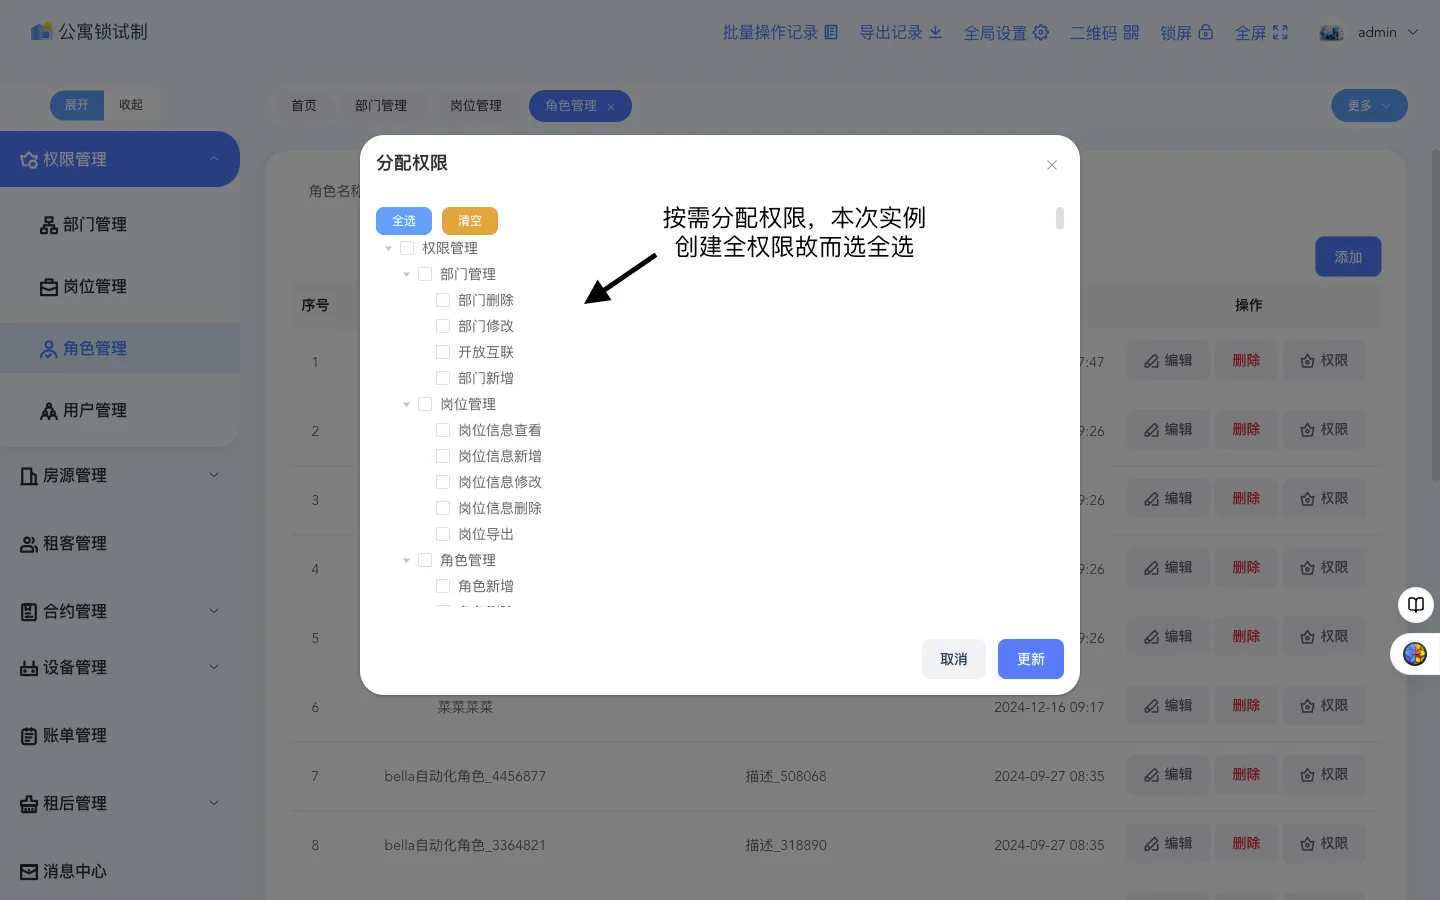 公寓锁试制
批量操作记录
导出记录
全局设置
二维码
锁屏
全屏
admin
展开
收起
首页
部门管理
岗位管理
角色管理
更多
权限管理
部门管理
岗位管理
角色管理
用户管理
房源管理
租客管理
合约管理
设备管理
账单管理
租后管理
消息中心
角色名称
添加
分配权限
全选
清空
按需分配权限，本次实例
创建全权限故而选全选
权限管理
部门管理
部门删除
部门修改
开放互联
部门新增
岗位管理
岗位信息查看
岗位信息新增
岗位信息修改
岗位信息删除
岗位导出
角色管理
角色新增
取消
更新
序号 操作
1 7:47 编辑 删除 权限
2 9:26 编辑 删除 权限
3 9:26 编辑 删除 权限
4 9:26 编辑 删除 权限
5 9:26 编辑 删除 权限
6 菜菜菜菜 2024-12-16 09:17 编辑 删除 权限
7 bella自动化角色_4456877 描述_508068 2024-09-27 08:35 编辑 删除 权限
8 bella自动化角色_3364821 描述_318890 2024-09-27 08:35 编辑 删除 权限